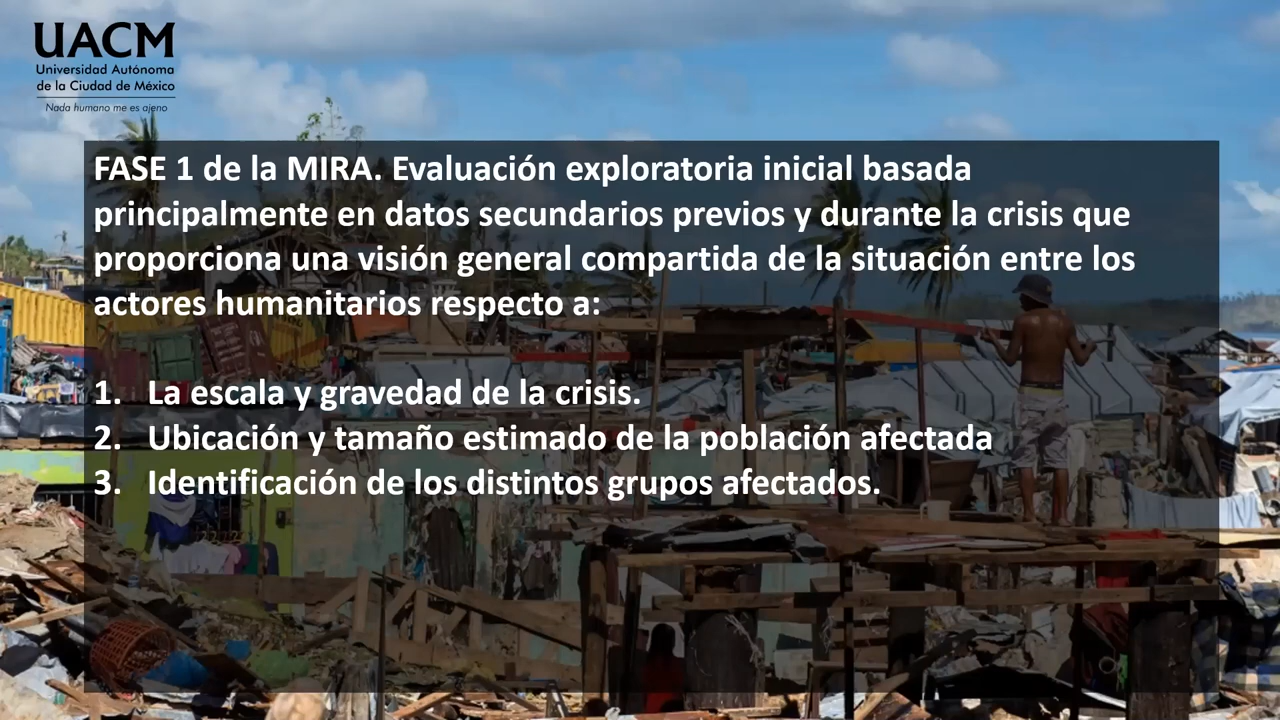 UACM
Universidad Autónoma
de la Ciudad de México
Nada humano me es ajeno
FASE 1 de la MIRA. Evaluación exploratoria inicial basada
principalmente en datos secundarios previos y durante la crisis que
proporciona una visión general compartida de la situación entre los
actores humanitarios respecto a:
1. La escala y gravedad de la crisis.
2. Ubicación y tamaño estimado de la población afectada
3. Identificación de los distintos grupos afectados.